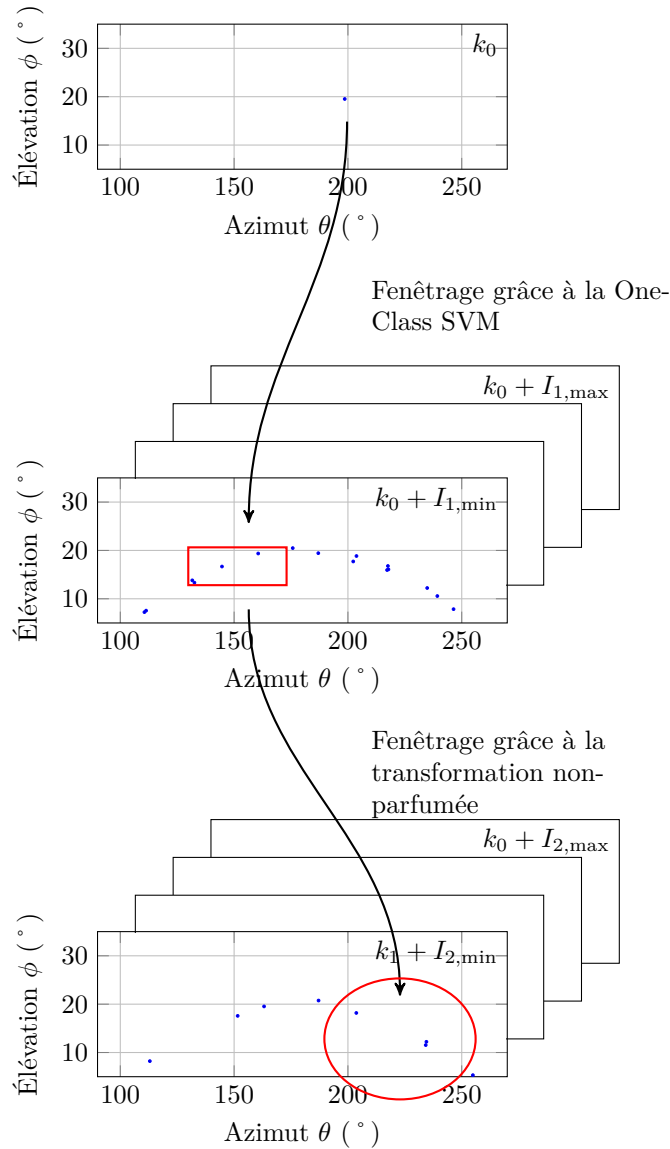 30
20
10
Élévation ϕ (°)
k₀
100 150 200 250
Azimut θ (°)
Fenêtrage grâce à la One-
Class SVM
k₀ + I₁,max
30
20
10
Élévation ϕ (°)
k₀ + I₁,min
100 150 200 250
Azimut θ (°)
Fenêtrage grâce à la
transformation non-
parfumée
k₀ + I₂,max
30
20
10
Élévation ϕ (°)
k₁ + I₂,min
100 150 200 250
Azimut θ (°)